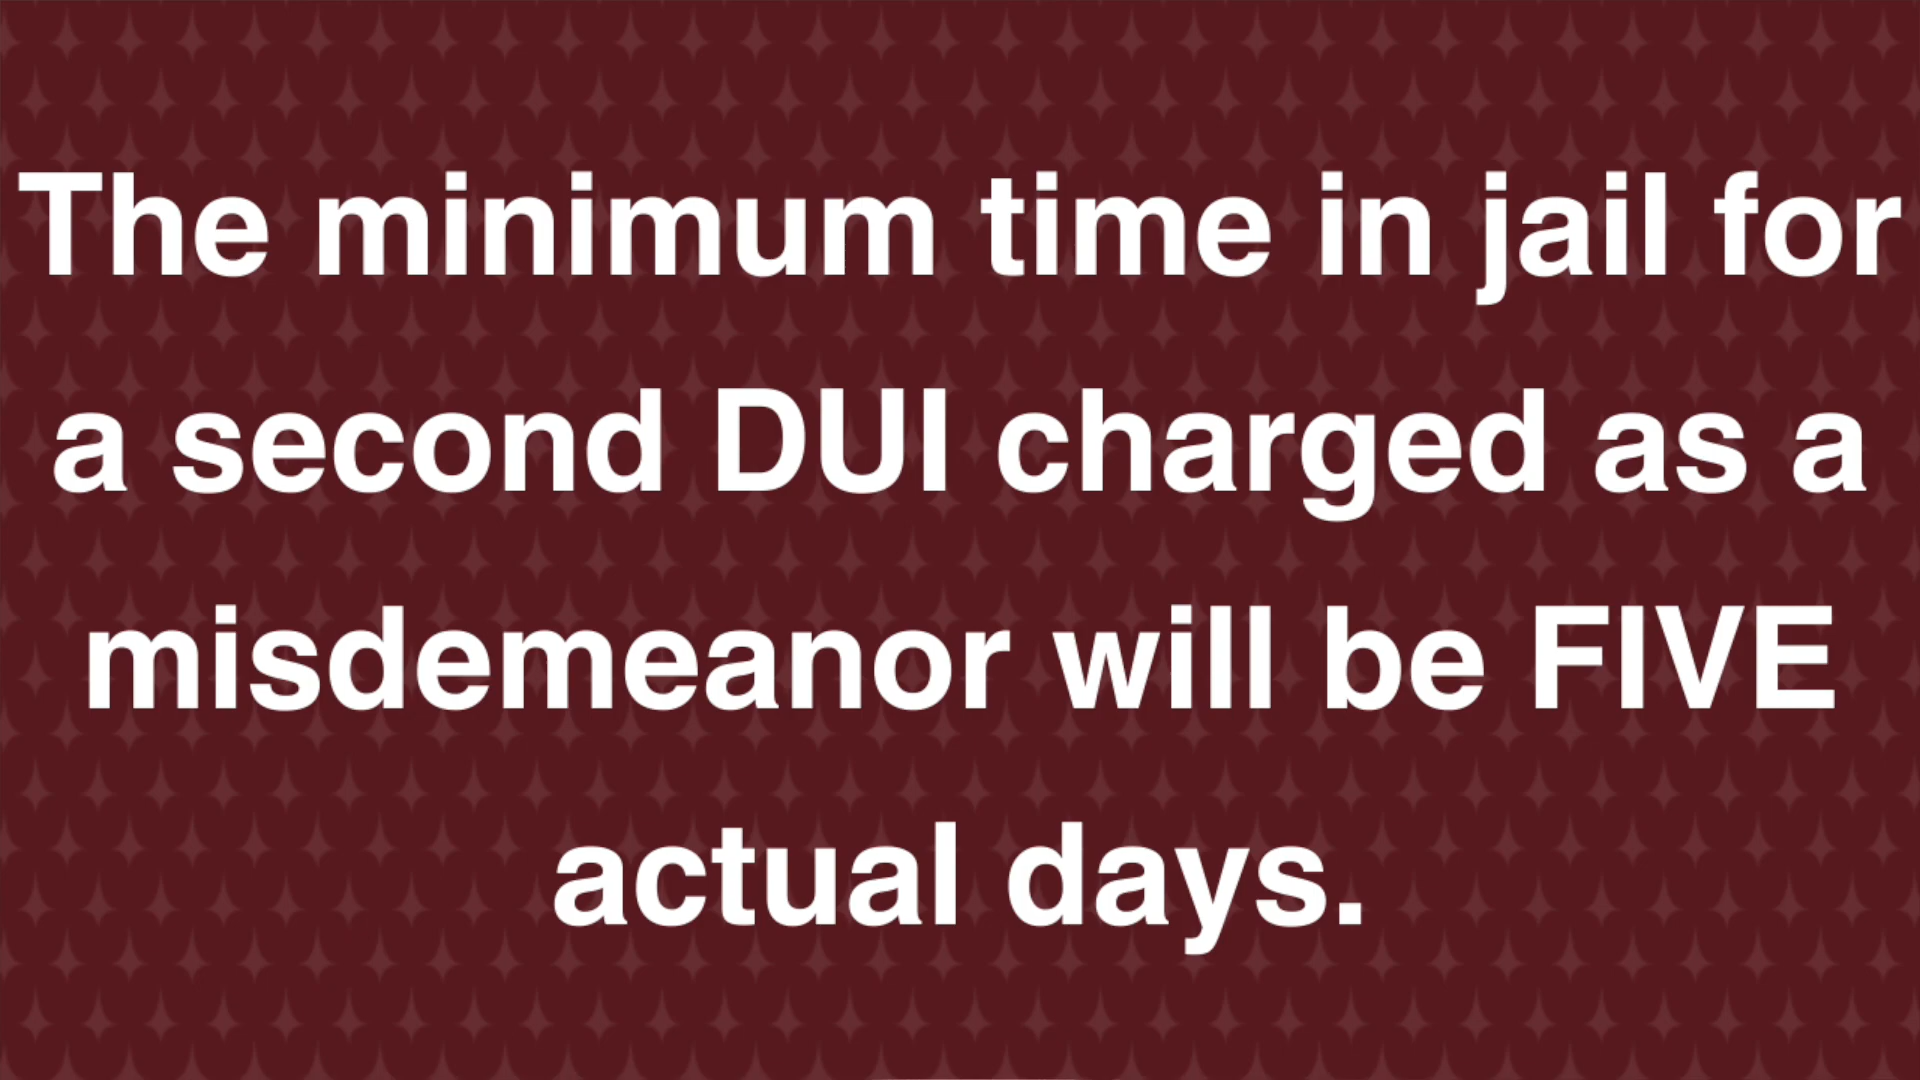 The minimum time in jail for
a second DUI charged as a
misdemeanor will be FIVE
actual days.